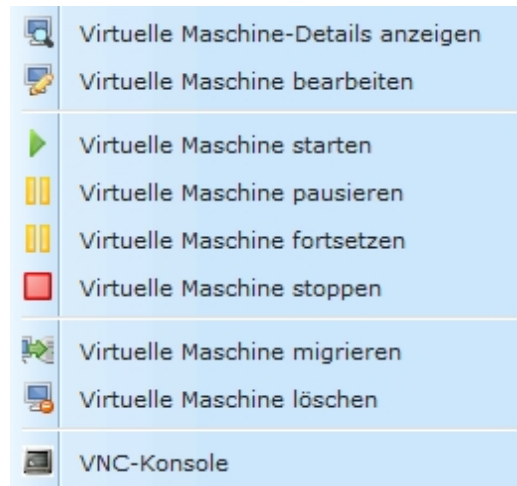 Virtuelle Maschine-Details anzeigen
Virtuelle Maschine bearbeiten
Virtuelle Maschine starten
Virtuelle Maschine pausieren
Virtuelle Maschine fortsetzen
Virtuelle Maschine stoppen
Virtuelle Maschine migrieren
Virtuelle Maschine löschen
VNC-Konsole